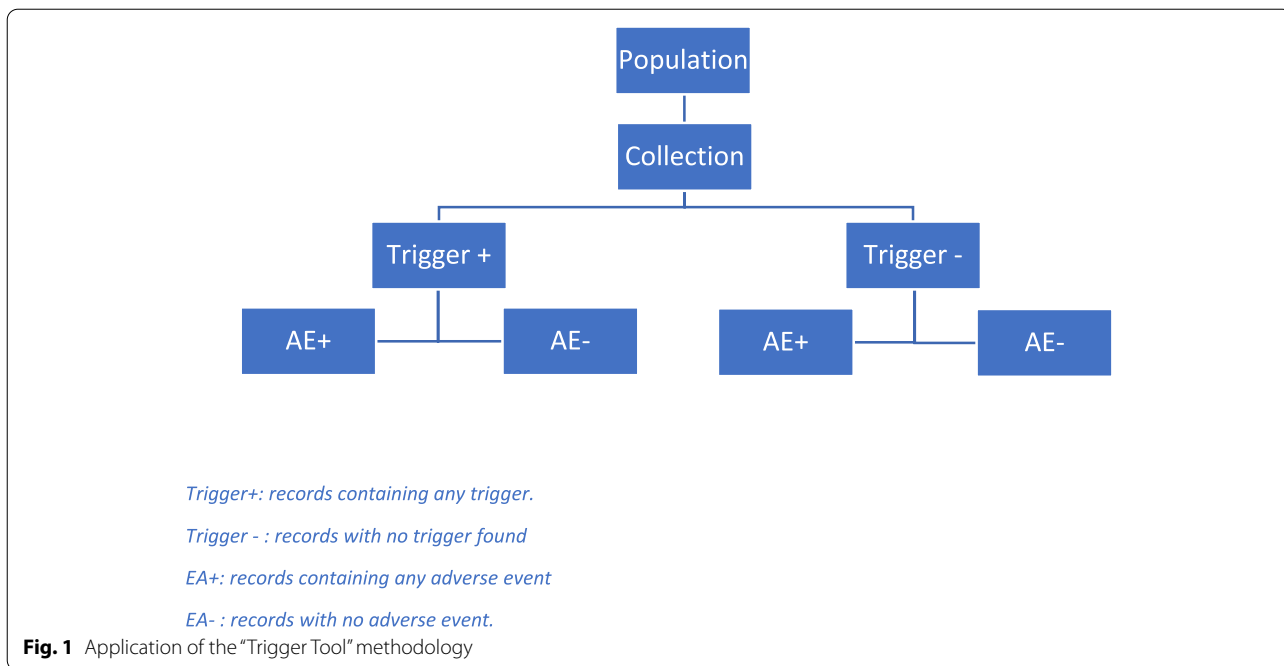 Population
Collection
Trigger +
Trigger -
AE+
AE-
AE+
AE-
Trigger+: records containing any trigger.
Trigger - : records with no trigger found
EA+: records containing any adverse event
EA- : records with no adverse event.
Fig. 1 Application of the “Trigger Tool” methodology